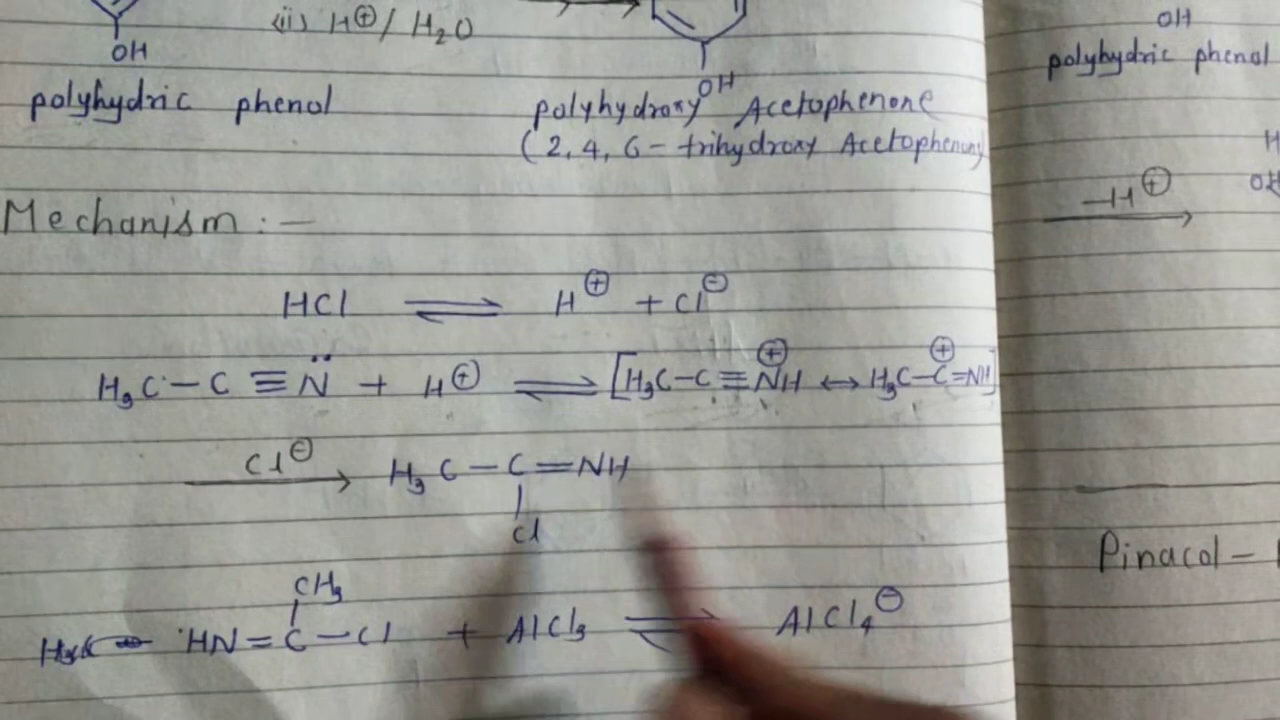 (ii) H⊕/ H₂O
OH
OH
polyhydric phenol
polyhydroxy Acetophenone
(2, 4, 6 - trihydroxy Acetophenone)
Mechanism :-
HCl ⇌ H⊕ + Cl⊖
H₃C - C ≡ N̈ + H⊕ ⇌ [H₃C-C≡N⊕H ↔ H₃C-C⊕=NH]
Cl⊖ → H₃C - C = NH
Cl
CH₃
HN = C - Cl + AlCl₃ ⇌ AlCl₄⊖
OH
polyhydric phenol
-H⊕ →
Pinacol -